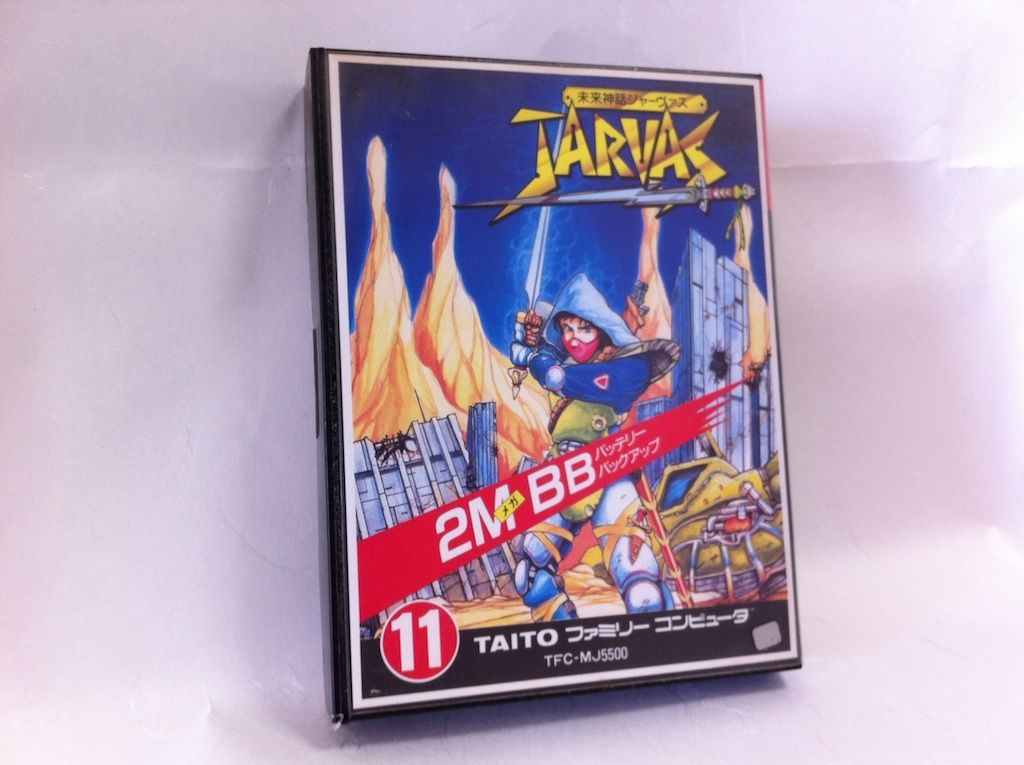 未来神話ジャーヴァス
JARVAS
2M メガ BB バッテリー
バックアップ
11
TAITO ファミリーコンピュータ
TFC-MJ5500